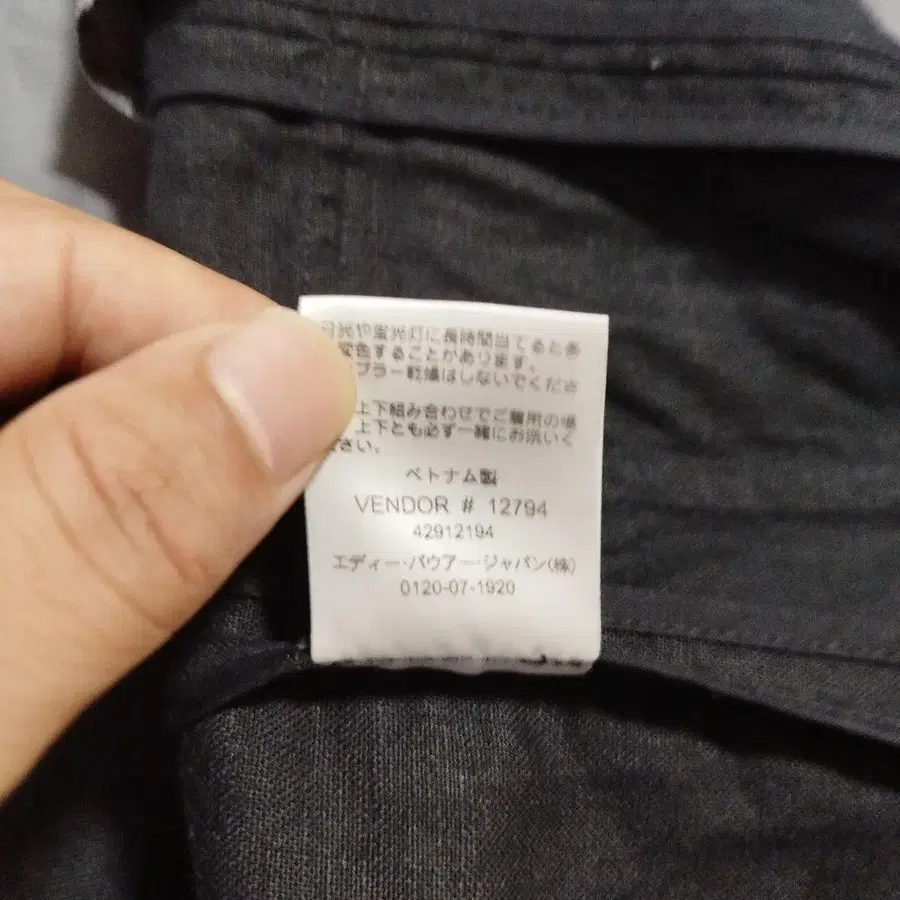 日光や蛍光灯に長時間当てると多
変色することがあります。
ブラー乾燥はしないでくださ
上下組み合わせでご着用の場
上下とも必ず一緒にお洗いく
さい。
ベトナム製
VENDOR # 12794
42912194
エディー・バウアー・ジャパン(株)
0120-07-1920